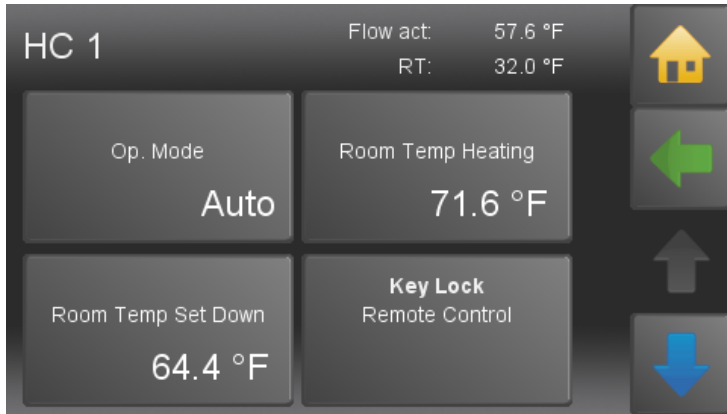 HC 1
Flow act: 57.6 °F
RT: 32.0 °F
Op. Mode
Auto
Room Temp Heating
71.6 °F
Room Temp Set Down
64.4 °F
Key Lock
Remote Control